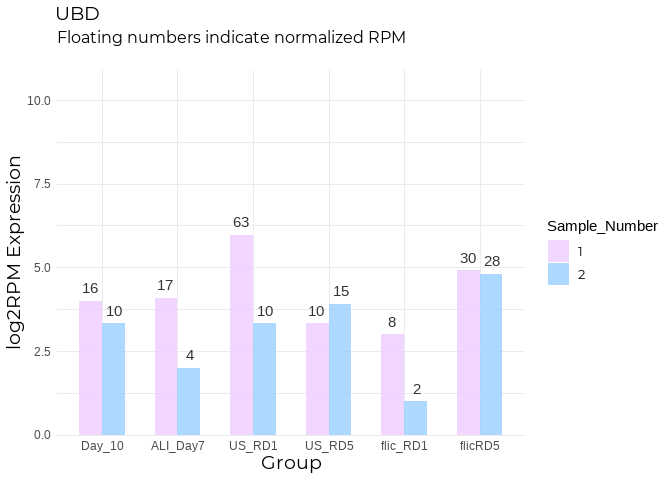 UBD
Floating numbers indicate normalized RPM
log2RPM Expression
10.0
7.5
5.0
2.5
0.0
16
10
17
4
63
10
10
15
8
2
30
28
Day_10
ALI_Day7
US_RD1
US_RD5
flic_RD1
flicRD5
Group
Sample_Number
1
2